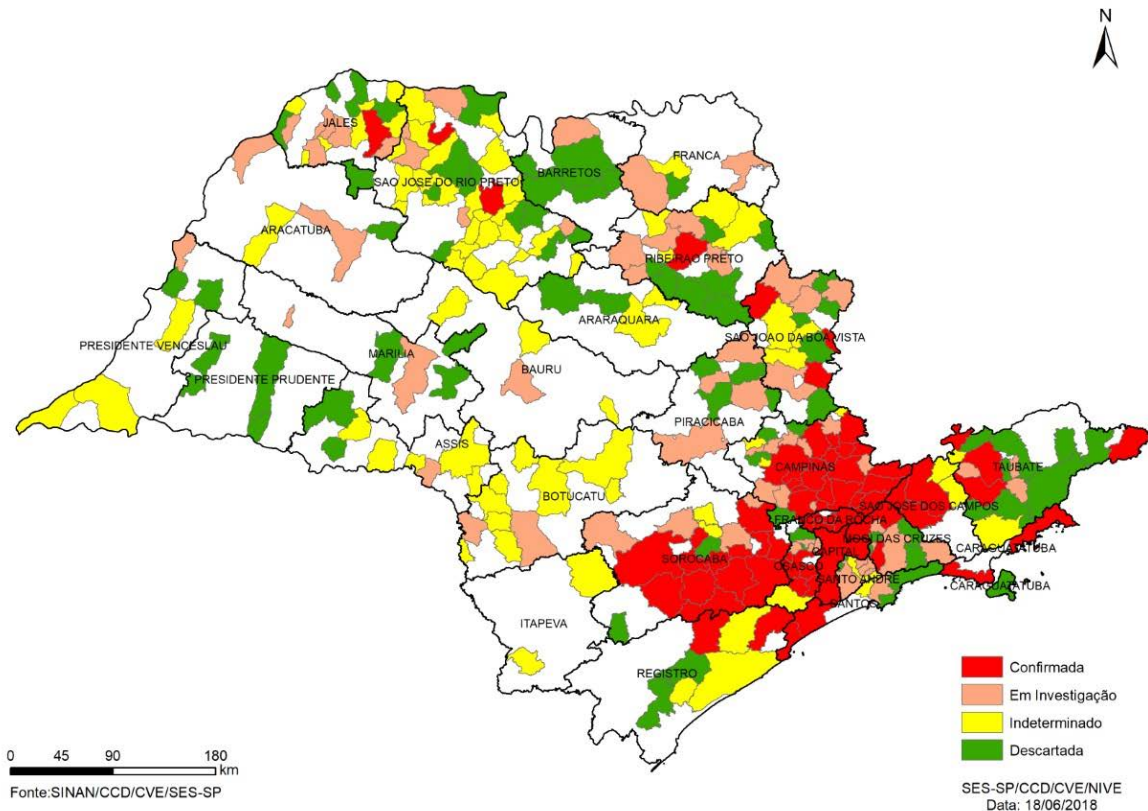 N
JALES
FRANCA
BARRETOS
SAO JOSE DO RIO PRETO
ARACATUBA
RIBEIRAO PRETO
ARARAQUARA
SAO JOAO DA BOA VISTA
PRESIDENTE VENCESLAU
MARILIA
PRESIDENTE PRUDENTE
BAURU
PIRACICABA
ASSIS
CAMPINAS
TAUBATE
BOTUCATU
SAO JOSE DOS CAMPOS
FRANCO DA ROCHA
MOGI DAS CRUZES
CAPITAL
CARAGUATATUBA
SOROCABA
OSASCO
SANTO ANDRE
CARAGUATATUBA
SANTOS
ITAPEVA
REGISTRO
Confirmada
Em Investigação
Indeterminado
Descartada
0 45 90 180
km
Fonte:SINAN/CCD/CVE/SES-SP
SES-SP/CCD/CVE/NIVE
Data: 18/06/2018